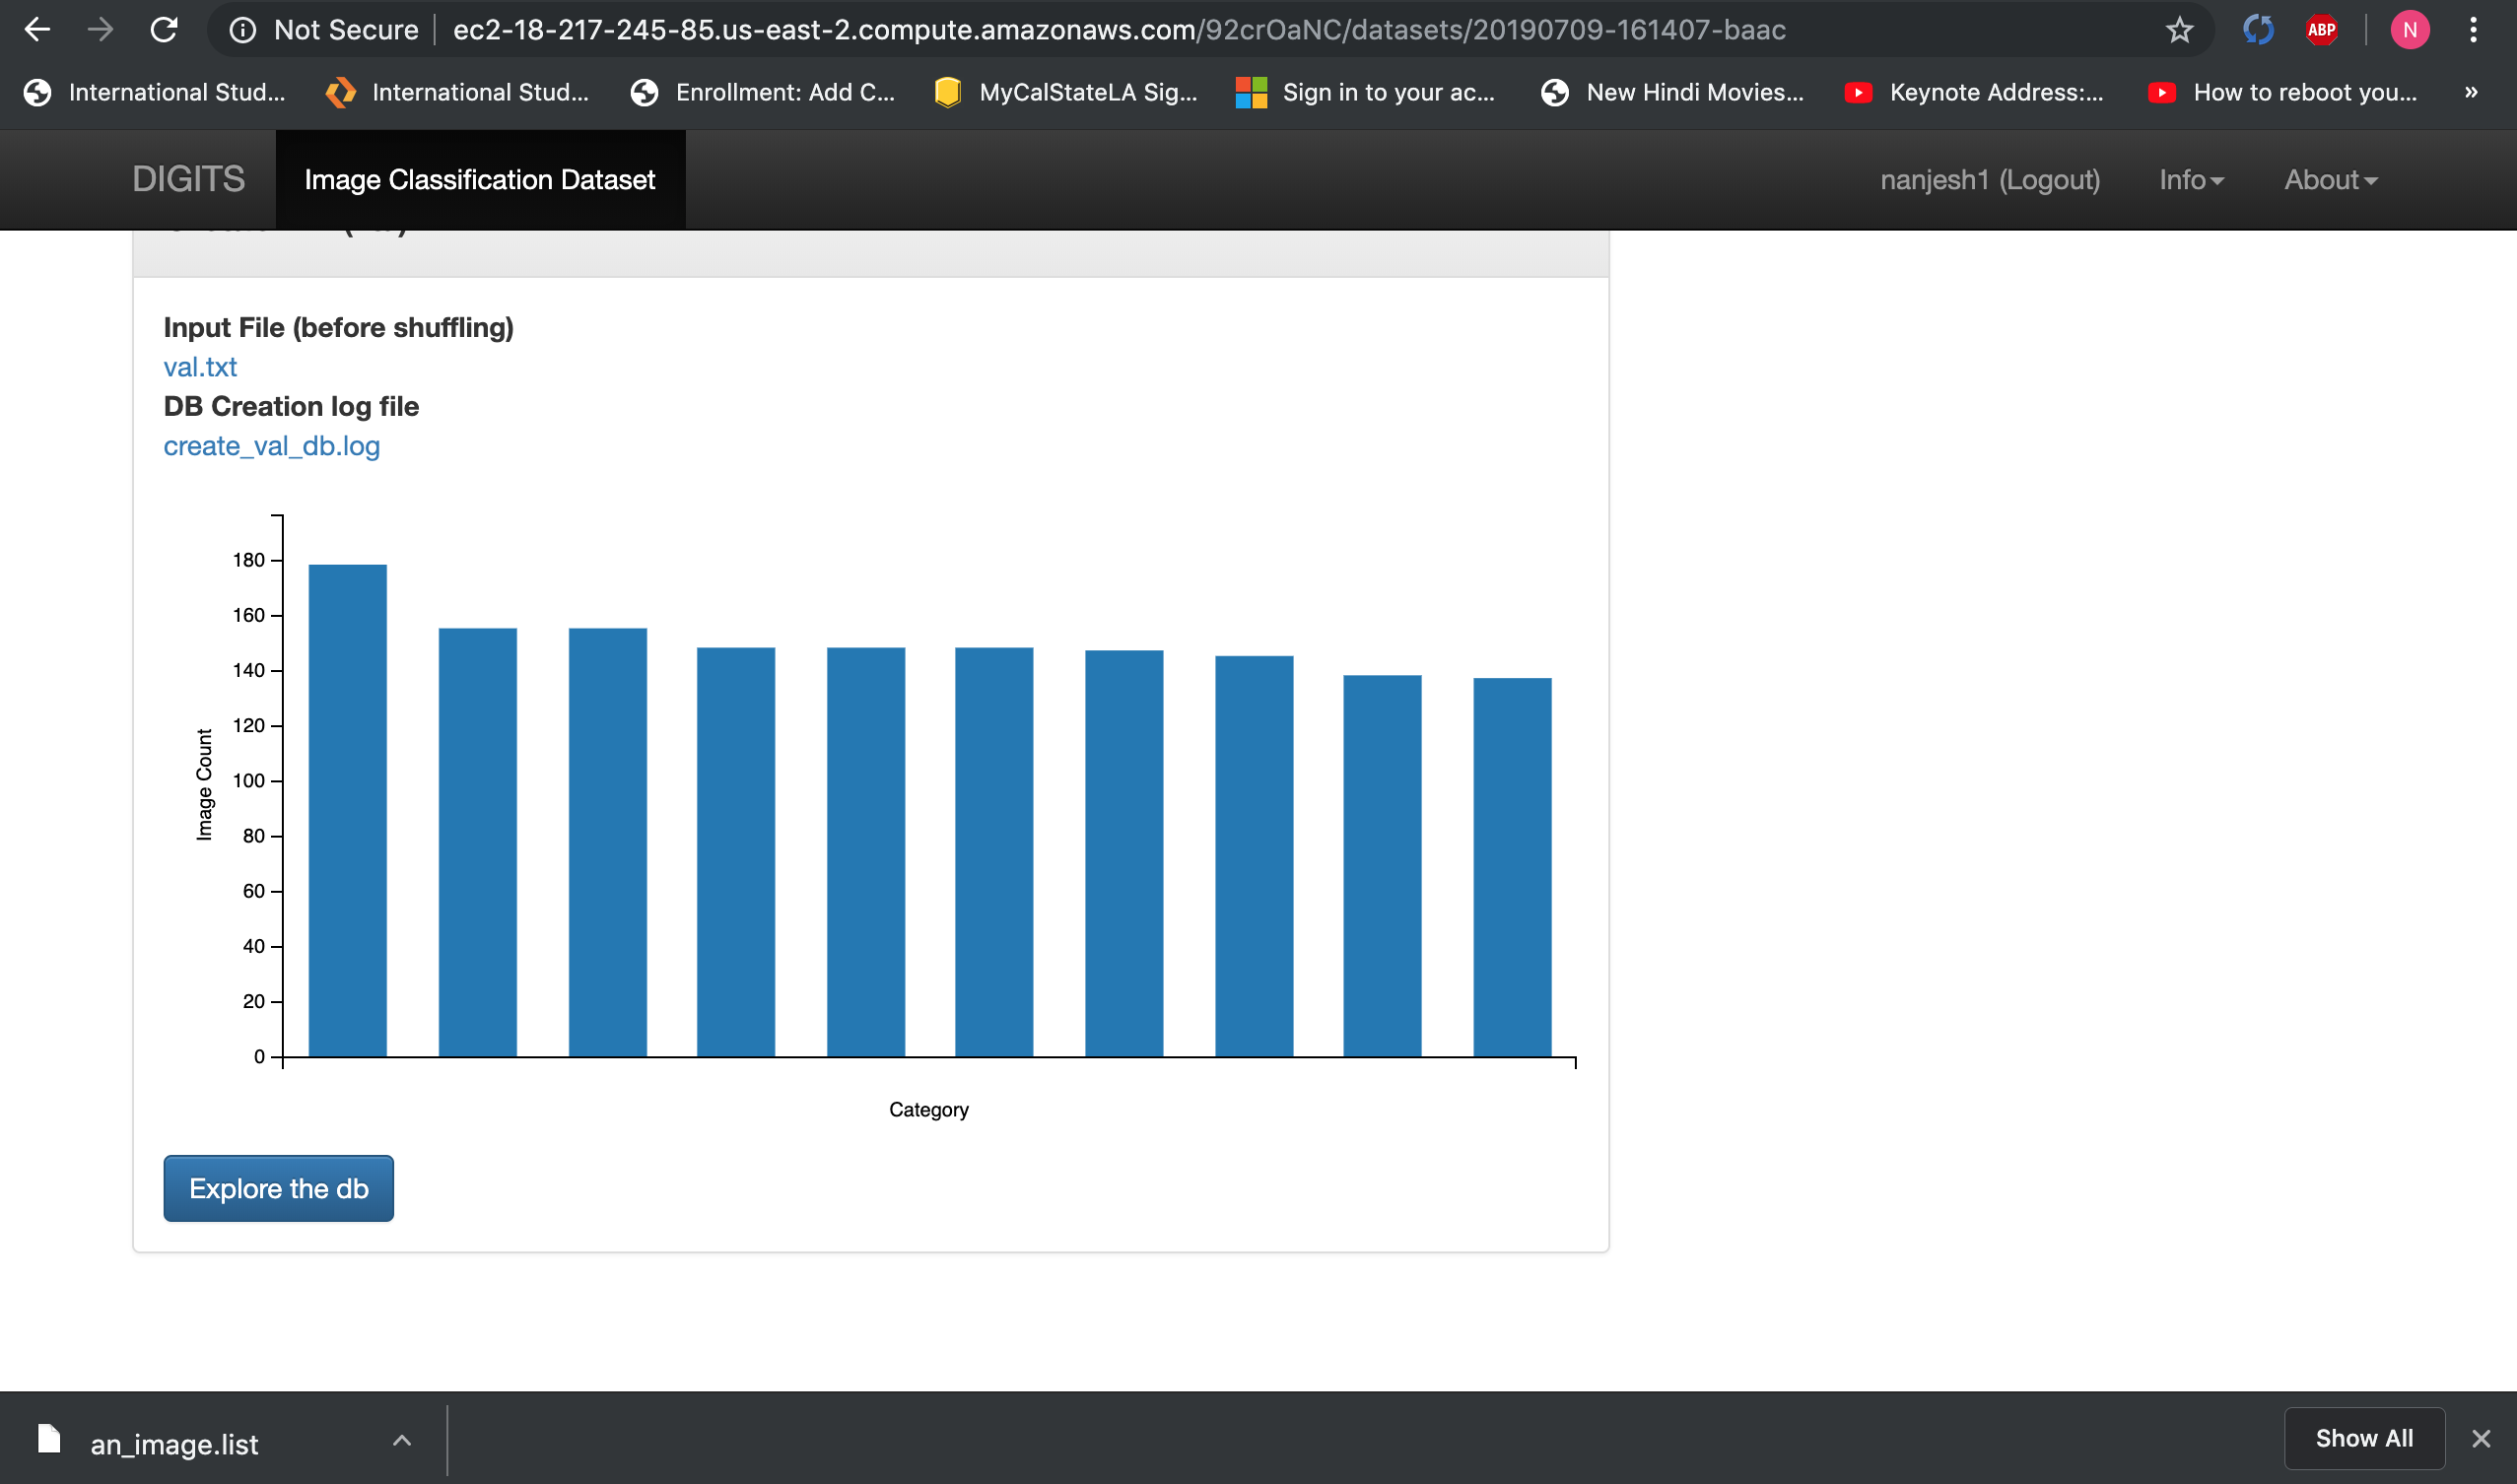 Not Secure ec2-18-217-245-85.us-east-2.compute.amazonaws.com/92crOaNC/datasets/20190709-161407-baac ABP N
International Stud... International Stud... Enrollment: Add C... MyCalStateLA Sig... Sign in to your ac... New Hindi Movies... Keynote Address:... How to reboot you... »
DIGITS Image Classification Dataset nanjesh1 (Logout) Info About
Input File (before shuffling)
val.txt
DB Creation log file
create_val_db.log
180
160
140
120
100
80
60
40
20
0
Image Count
Category
Explore the db
an_image.list Show All